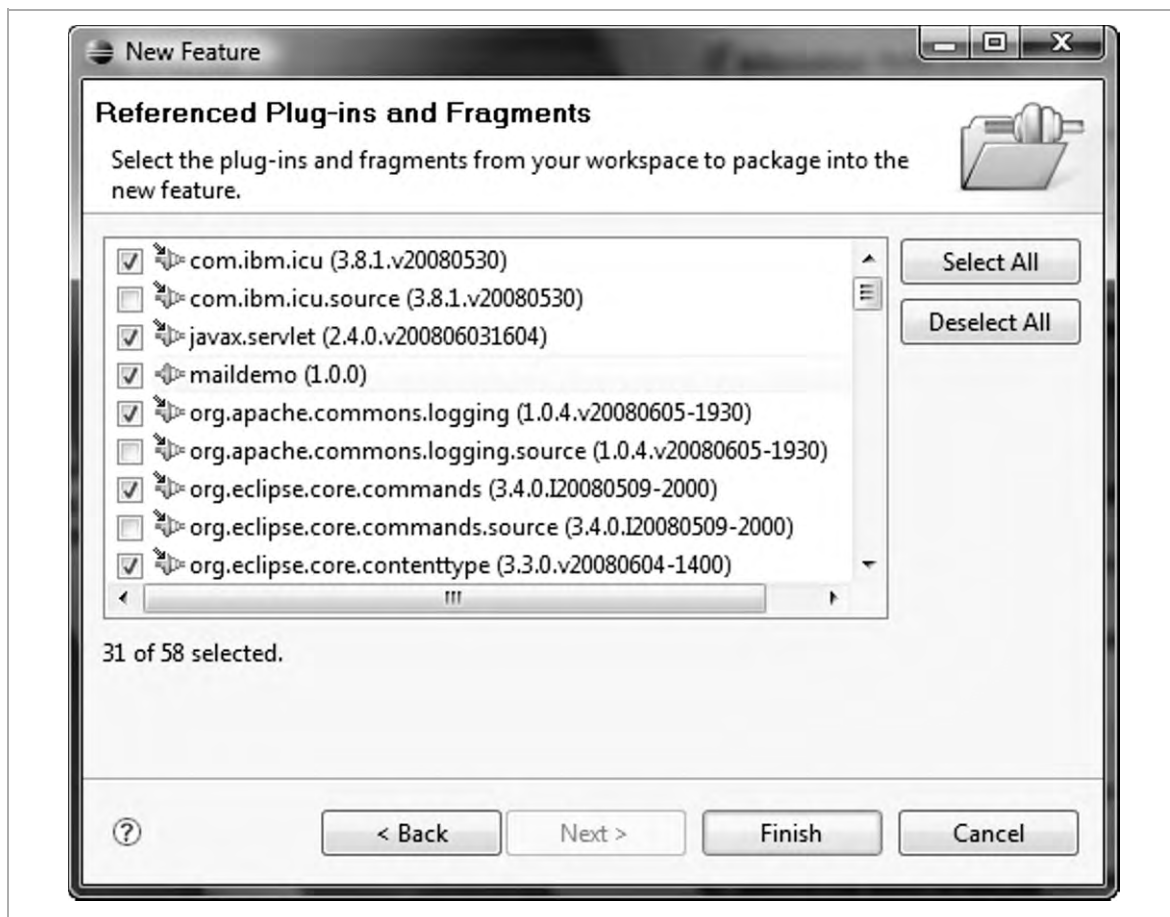 New Feature
Referenced Plug-ins and Fragments
Select the plug-ins and fragments from your workspace to package into the
new feature.
com.ibm.icu (3.8.1.v20080530)
com.ibm.icu.source (3.8.1.v20080530)
javax.servlet (2.4.0.v200806031604)
maildemo (1.0.0)
org.apache.commons.logging (1.0.4.v20080605-1930)
org.apache.commons.logging.source (1.0.4.v20080605-1930)
org.eclipse.core.commands (3.4.0.I20080509-2000)
org.eclipse.core.commands.source (3.4.0.I20080509-2000)
org.eclipse.core.contenttype (3.3.0.v20080604-1400)
Select All
Deselect All
31 of 58 selected.
< Back
Next >
Finish
Cancel